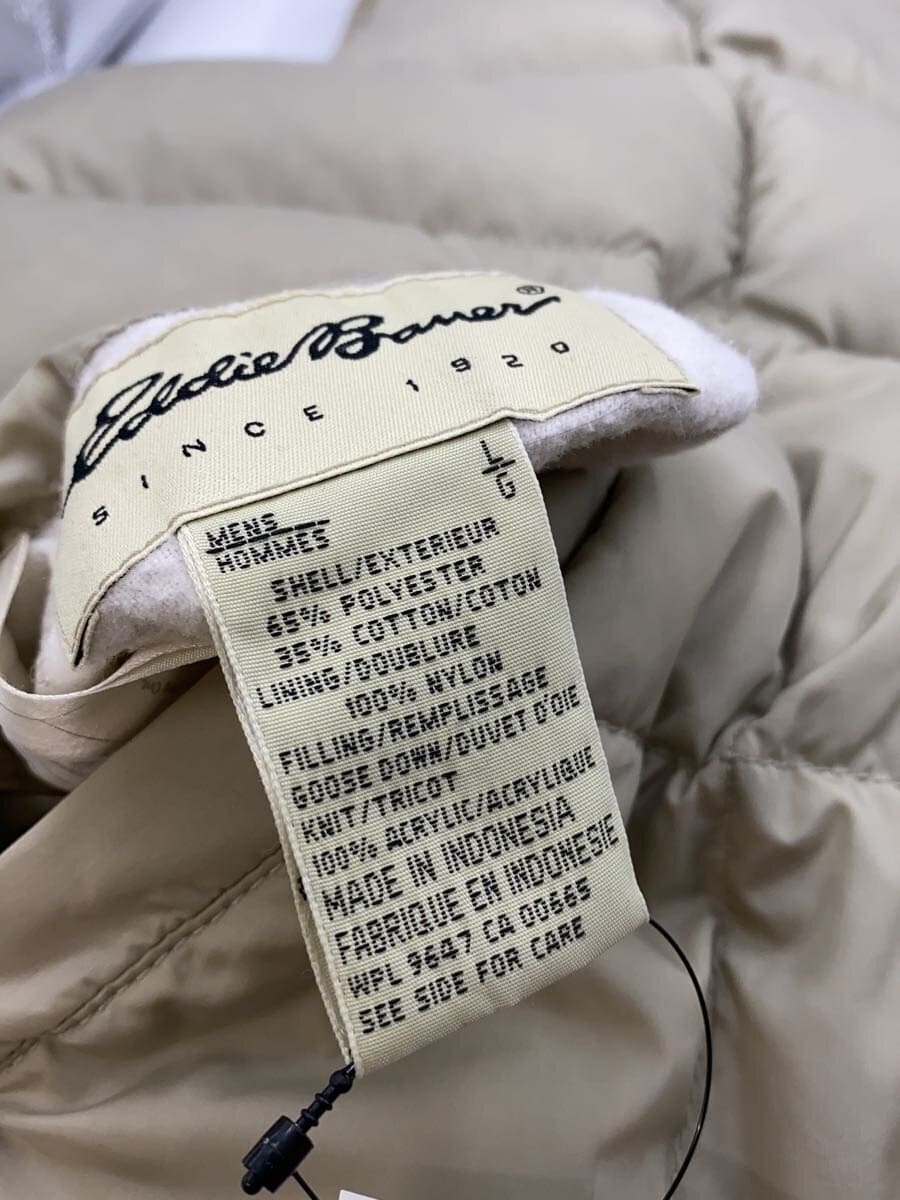 Eddie Bauer®
SINCE 1920
L/G
MENS
HOMMES
SHELL/EXTERIEUR
65% POLYESTER
35% COTTON/COTON
LINING/DOUBLURE
100% NYLON
FILLING/REMPLISSAGE
GOOSE DOWN/DUVET D'OIE
KNIT/TRICOT
100% ACRYLIC/ACRYLIQUE
MADE IN INDONESIA
FABRIQUE EN INDONESIE
WPL 9647 CA 00665
SEE SIDE FOR CARE